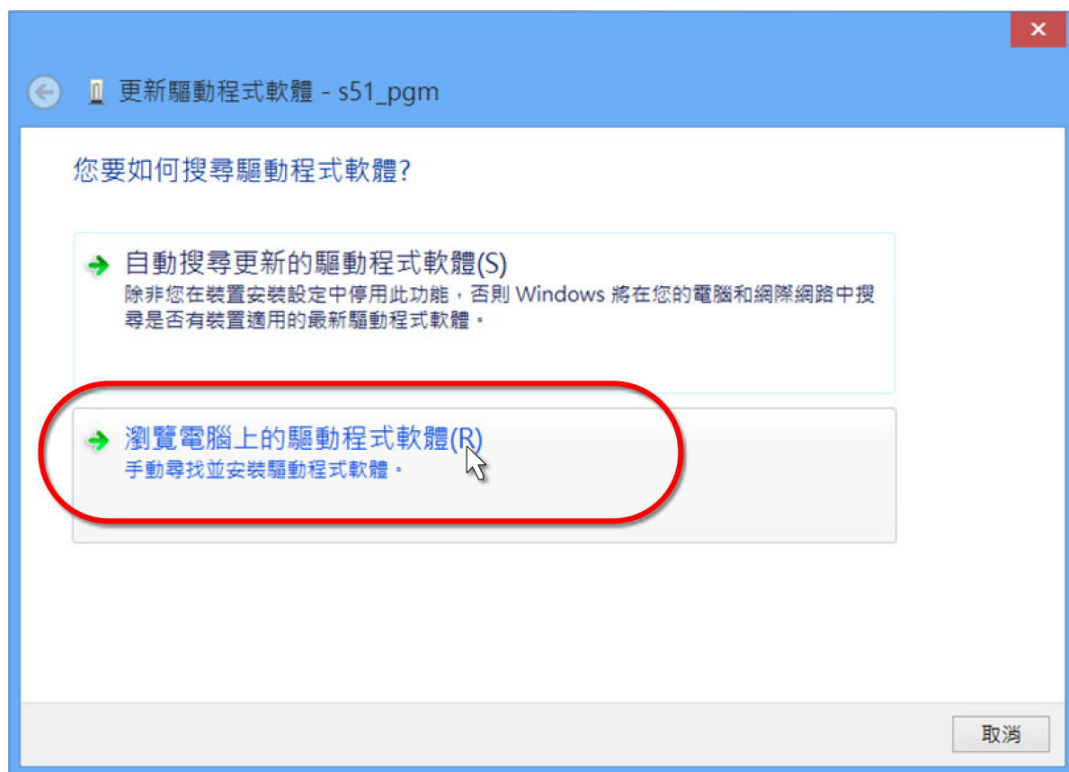 更新驅動程式軟體 - s51_pgm
您要如何搜尋驅動程式軟體?
自動搜尋更新的驅動程式軟體(S)
除非您在裝置安裝設定中停用此功能，否則 Windows 將在您的電腦和網際網路中搜
尋是否有裝置適用的最新驅動程式軟體。
瀏覽電腦上的驅動程式軟體(R)
手動尋找並安裝驅動程式軟體。
取消